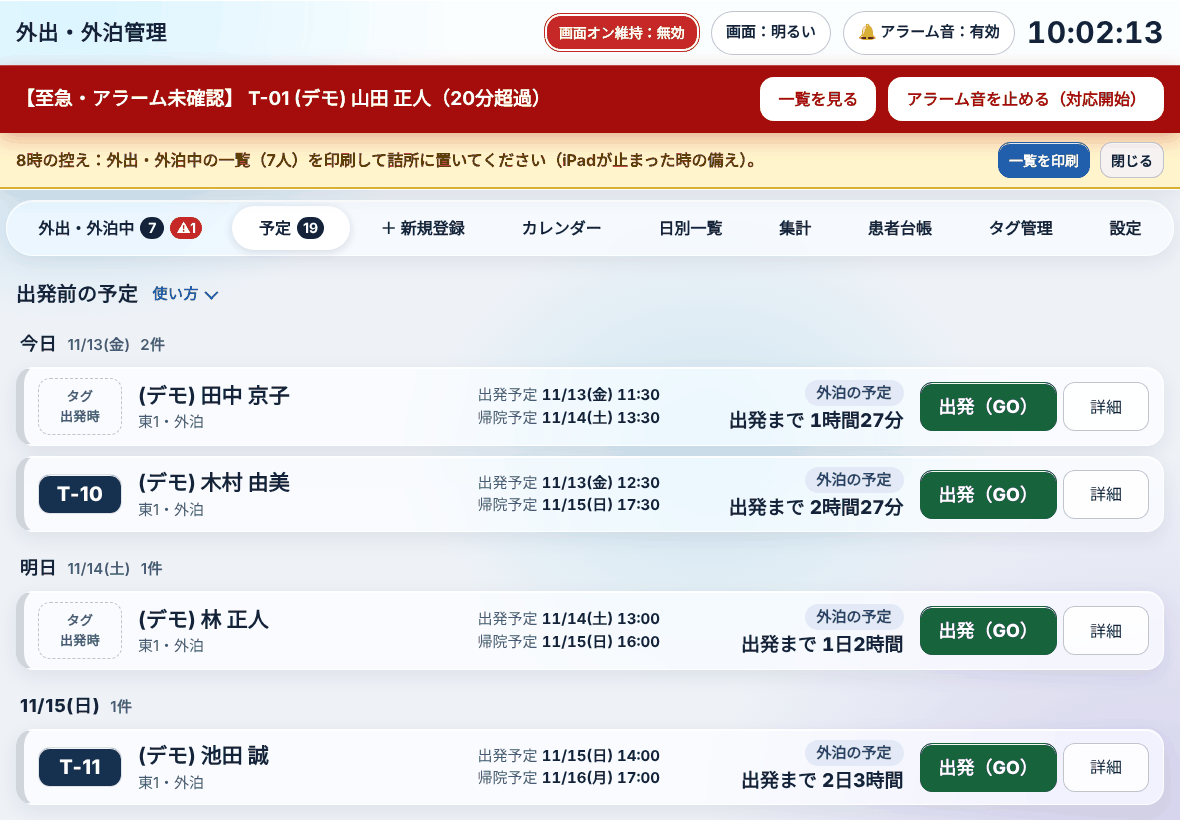 外出・外泊管理
画面オン維持：無効
画面：明るい
🔔 アラーム音：有効
10:02:13
【至急・アラーム未確認】 T-01 (デモ) 山田 正人（20分超過）
一覧を見る
アラーム音を止める（対応開始）
8時の控え：外出・外泊中の一覧（7人）を印刷して詰所に置いてください（iPadが止まった時の備え）。
一覧を印刷
閉じる
外出・外泊中 7 ⚠1
予定 19
＋ 新規登録
カレンダー
日別一覧
集計
患者台帳
タグ管理
設定
出発前の予定 使い方
今日 11/13(金) 2件
タグ
出発時
(デモ) 田中 京子
東1・外泊
出発予定 11/13(金) 11:30
帰院予定 11/14(土) 13:30
外泊の予定
出発まで 1時間27分
出発（GO）
詳細
T-10
(デモ) 木村 由美
東1・外泊
出発予定 11/13(金) 12:30
帰院予定 11/15(日) 17:30
外泊の予定
出発まで 2時間27分
出発（GO）
詳細
明日 11/14(土) 1件
タグ
出発時
(デモ) 林 正人
東1・外泊
出発予定 11/14(土) 13:00
帰院予定 11/15(日) 16:00
外泊の予定
出発まで 1日2時間
出発（GO）
詳細
11/15(日) 1件
T-11
(デモ) 池田 誠
東1・外泊
出発予定 11/15(日) 14:00
帰院予定 11/16(月) 17:00
外泊の予定
出発まで 2日3時間
出発（GO）
詳細